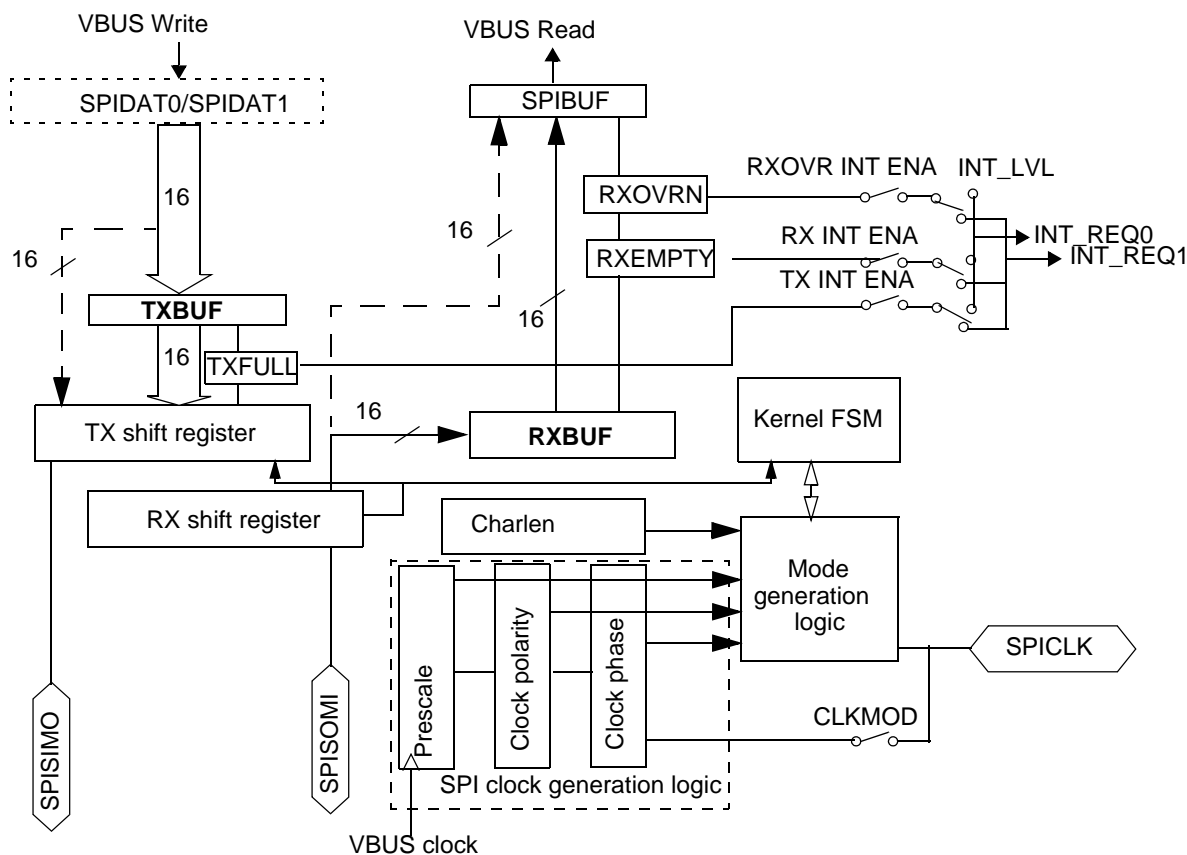 VBUS Write
VBUS Read
SPIDAT0/SPIDAT1
SPIBUF
16
RXOVRN
RXOVR INT ENA
INT_LVL
16
16
RXEMPTY
RX INT ENA
INT_REQ0
INT_REQ1
TX INT ENA
TXBUF
16
16
TXFULL
TX shift register
16
RXBUF
Kernel FSM
RX shift register
Charlen
Mode
generation
logic
SPICLK
Prescale
Clock polarity
Clock phase
CLKMOD
SPISIMO
SPISOMI
SPI clock generation logic
VBUS clock